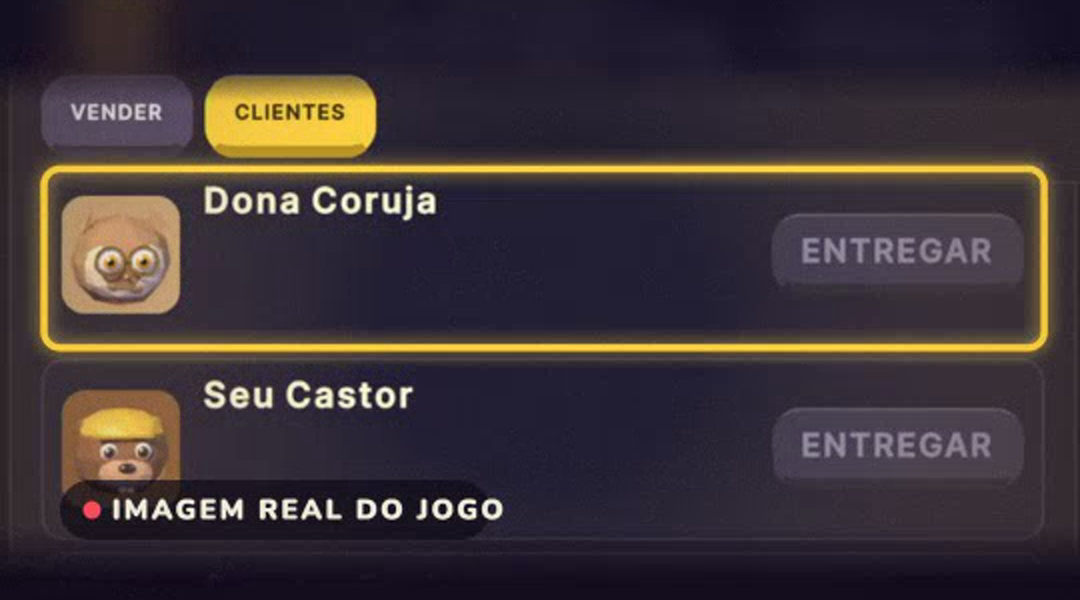 VENDER
CLIENTES
Dona Coruja
ENTREGAR
Seu Castor
ENTREGAR
IMAGEM REAL DO JOGO